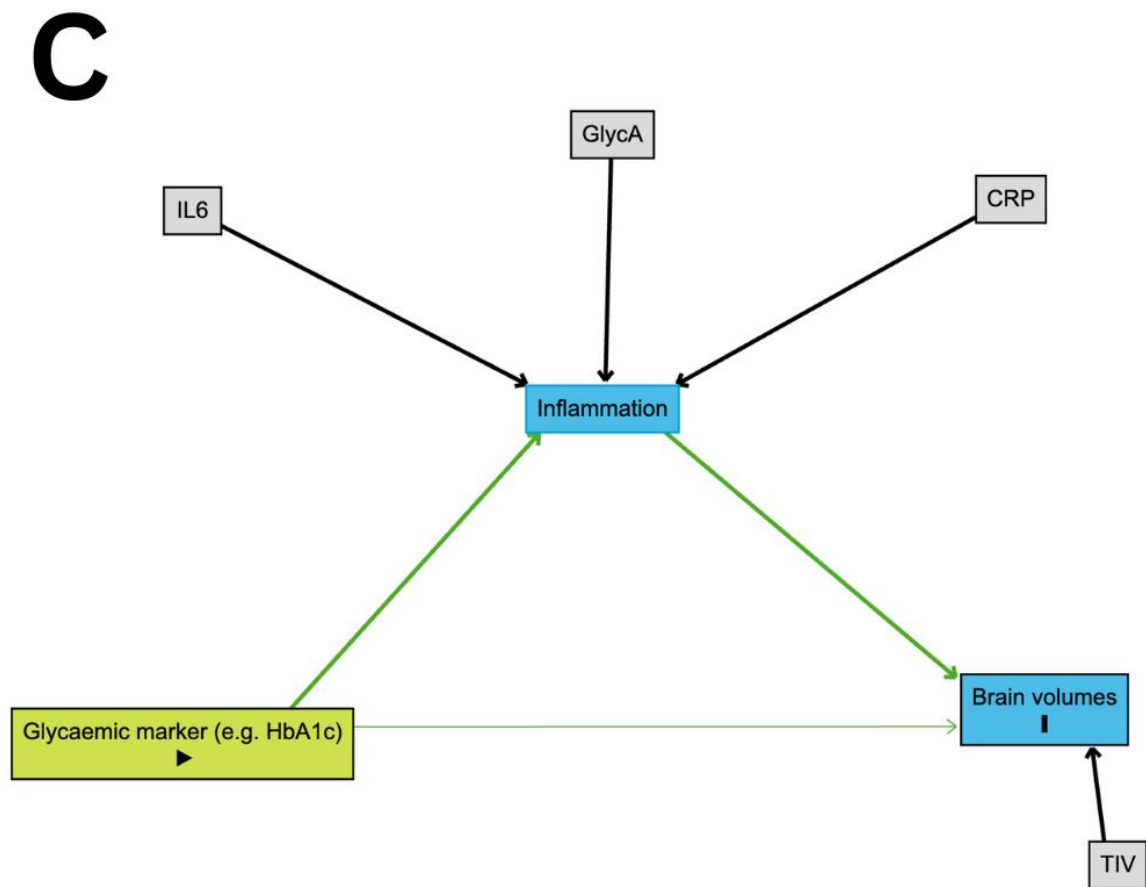 C
GlycA
IL6
CRP
Inflammation
Glycaemic marker (e.g. HbA1c)
Brain volumes
TIV